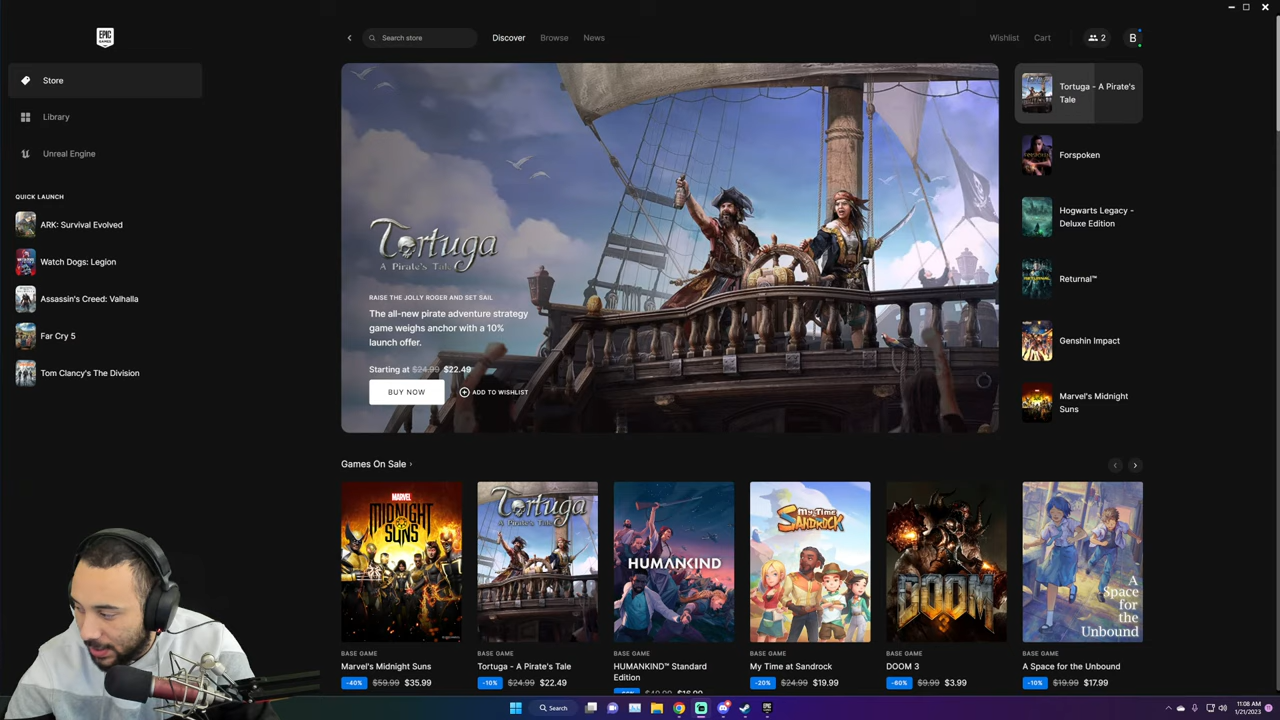 EPIC
GAMES
Search store
Discover
Browse
News
Wishlist
Cart
2
B
Store
Library
Unreal Engine
QUICK LAUNCH
ARK: Survival Evolved
Watch Dogs: Legion
Assassin's Creed: Valhalla
Far Cry 5
Tom Clancy's The Division
Tortuga
A Pirate's Tale
RAISE THE JOLLY ROGER AND SET SAIL
The all-new pirate adventure strategy
game weighs anchor with a 10%
launch offer.
Starting at $24.99 $22.49
BUY NOW
ADD TO WISHLIST
Tortuga - A Pirate's
Tale
Forspoken
Hogwarts Legacy -
Deluxe Edition
Returnal™
Genshin Impact
Marvel's Midnight
Suns
Games On Sale
MARVEL
MIDNIGHT
SUNS
Tortuga
A Pirate's Tale
HUMANKIND
My Time
at
SANDROCK
DOOM
3
A
Space
for
the
Unbound
BASE GAME
Marvel's Midnight Suns
-40% $59.99 $35.99
BASE GAME
Tortuga - A Pirate's Tale
-10% $24.99 $22.49
BASE GAME
HUMANKIND™ Standard
Edition
BASE GAME
My Time at Sandrock
-20% $24.99 $19.99
BASE GAME
DOOM 3
-60% $9.99 $3.99
BASE GAME
A Space for the Unbound
-10% $19.99 $17.99
Search
11:08 AM
1/21/2023